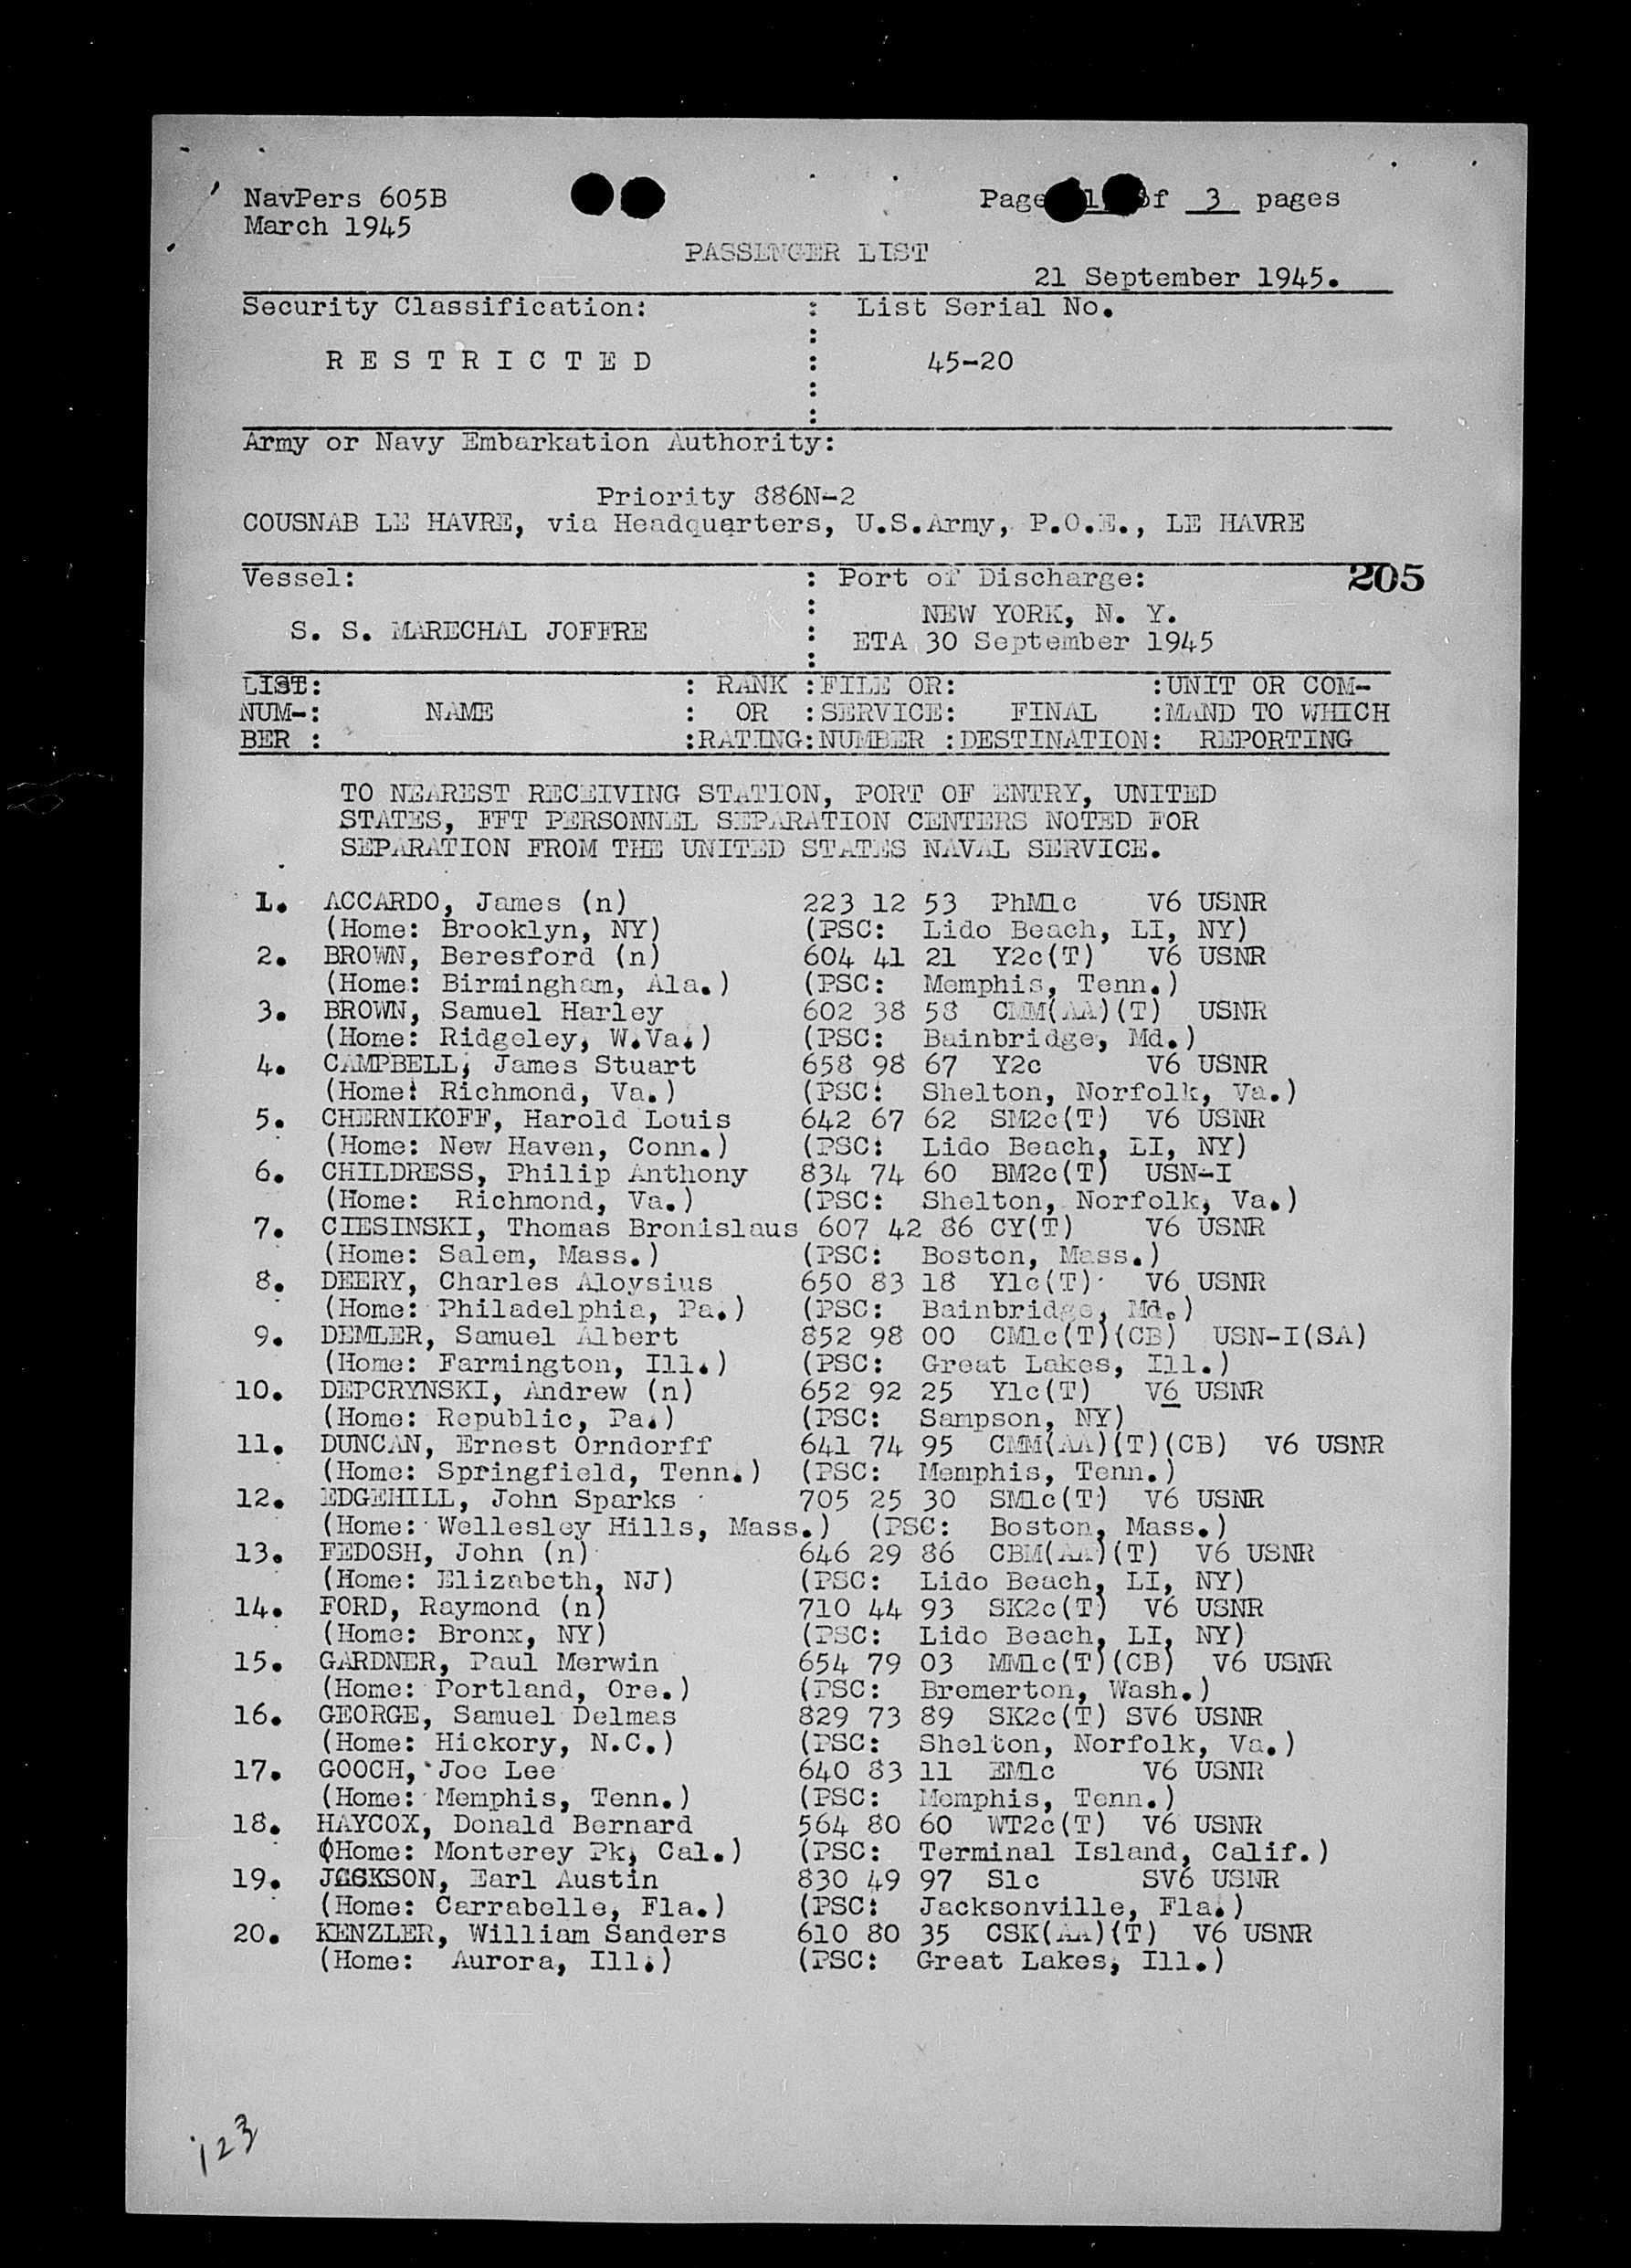 NavPers 605B Page 1 of 3 pages
March 1945
PASSENGER LIST
21 September 1945.
Security Classification: : List Serial No.
R E S T R I C T E D : 45-20
Army or Navy Embarkation Authority:
Priority 886N-2
COUSNAB LE HAVRE, via Headquarters, U.S.Army, P.O.E., LE HAVRE
Vessel: : Port of Discharge: 205
NEW YORK, N. Y.
S. S. MARECHAL JOFFRE
ETA 30 September 1945
LIST: : RANK :FILE OR: :UNIT OR COM-
NUM-: NAME : OR :SERVICE: FINAL :MAND TO WHICH
BER : :RATING:NUMBER :DESTINATION: REPORTING
TO NEAREST RECEIVING STATION, PORT OF ENTRY, UNITED
STATES, FFT PERSONNEL SEPARATION CENTERS NOTED FOR
SEPARATION FROM THE UNITED STATES NAVAL SERVICE.
1. ACCARDO, James (n) 223 12 53 PhM1c V6 USNR
(Home: Brooklyn, NY) (PSC: Lido Beach, LI, NY)
2. BROWN, Beresford (n) 604 41 21 Y2c(T) V6 USNR
(Home: Birmingham, Ala.) (PSC: Memphis, Tenn.)
3. BROWN, Samuel Harley 602 38 58 CMM(AA)(T) USNR
(Home: Ridgeley, W.Va.) (PSC: Bainbridge, Md.)
4. CAMPBELL, James Stuart 658 98 67 Y2c V6 USNR
(Home: Richmond, Va.) (PSC: Shelton, Norfolk, Va.)
5. CHERNIKOFF, Harold Louis 642 67 62 SM2c(T) V6 USNR
(Home: New Haven, Conn.) (PSC: Lido Beach, LI, NY)
6. CHILDRESS, Philip Anthony 834 74 60 BM2c(T) USN-I
(Home: Richmond, Va.) (PSC: Shelton, Norfolk, Va.)
7. CIESINSKI, Thomas Bronislaus 607 42 86 CY(T) V6 USNR
(Home: Salem, Mass.) (PSC: Boston, Mass.)
8. DEERY, Charles Aloysius 650 83 18 Y1c(T) V6 USNR
(Home: Philadelphia, Pa.) (PSC: Bainbridge, Md.)
9. DEMLER, Samuel Albert 852 98 00 CM1c(T)(CB) USN-I(SA)
(Home: Farmington, Ill.) (PSC: Great Lakes, Ill.)
10. DEPCRYNSKI, Andrew (n) 652 92 25 Y1c(T) V6 USNR
(Home: Republic, Pa.) (PSC: Sampson, NY)
11. DUNCAN, Ernest Orndorff 641 74 95 CMM(AA)(T)(CB) V6 USNR
(Home: Springfield, Tenn.) (PSC: Memphis, Tenn.)
12. EDGEHILL, John Sparks 705 25 30 SM1c(T) V6 USNR
(Home: Wellesley Hills, Mass.) (PSC: Boston, Mass.)
13. FEDOSH, John (n) 646 29 86 CBM(AA)(T) V6 USNR
(Home: Elizabeth, NJ) (PSC: Lido Beach, LI, NY)
14. FORD, Raymond (n) 710 44 93 SK2c(T) V6 USNR
(Home: Bronx, NY) (PSC: Lido Beach, LI, NY)
15. GARDNER, Paul Merwin 654 79 03 MM1c(T)(CB) V6 USNR
(Home: Portland, Ore.) (PSC: Bremerton, Wash.)
16. GEORGE, Samuel Delmas 829 73 89 SK2c(T) SV6 USNR
(Home: Hickory, N.C.) (PSC: Shelton, Norfolk, Va.)
17. GOOCH, Joe Lee 640 83 11 EM1c V6 USNR
(Home: Memphis, Tenn.) (PSC: Memphis, Tenn.)
18. HAYCOX, Donald Bernard 564 80 60 WT2c(T) V6 USNR
(Home: Monterey Pk, Cal.) (PSC: Terminal Island, Calif.)
19. JACKSON, Earl Austin 830 49 97 S1c SV6 USNR
(Home: Carrabelle, Fla.) (PSC: Jacksonville, Fla.)
20. KENZLER, William Sanders 610 80 35 CSK(AA)(T) V6 USNR
(Home: Aurora, Ill.) (PSC: Great Lakes, Ill.)
123